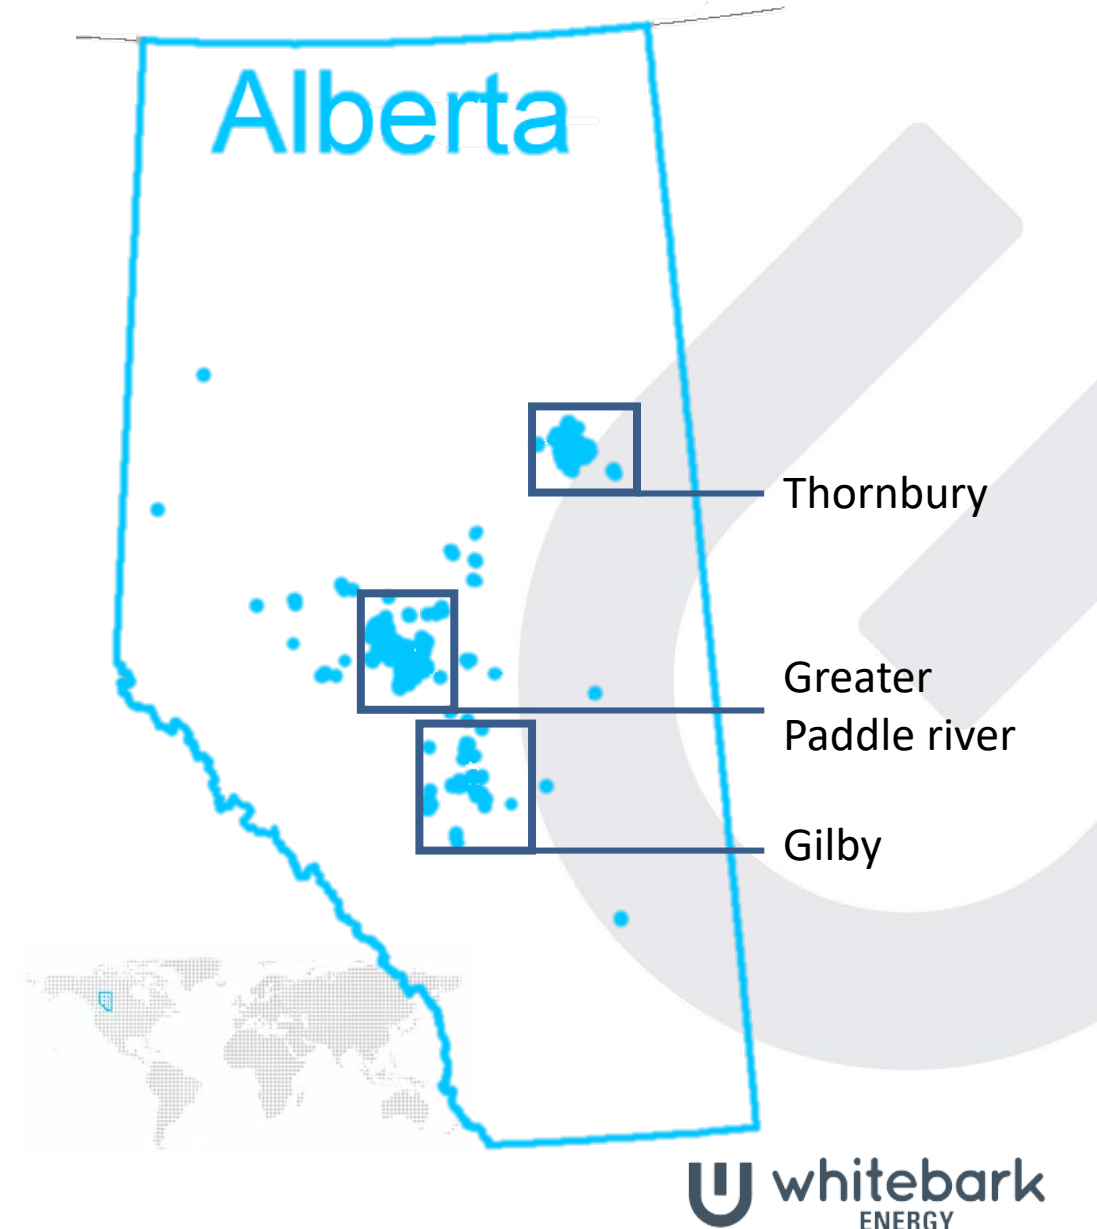 Alberta
Thornbury
Greater
Paddle river
Gilby
whitebark
ENERGY